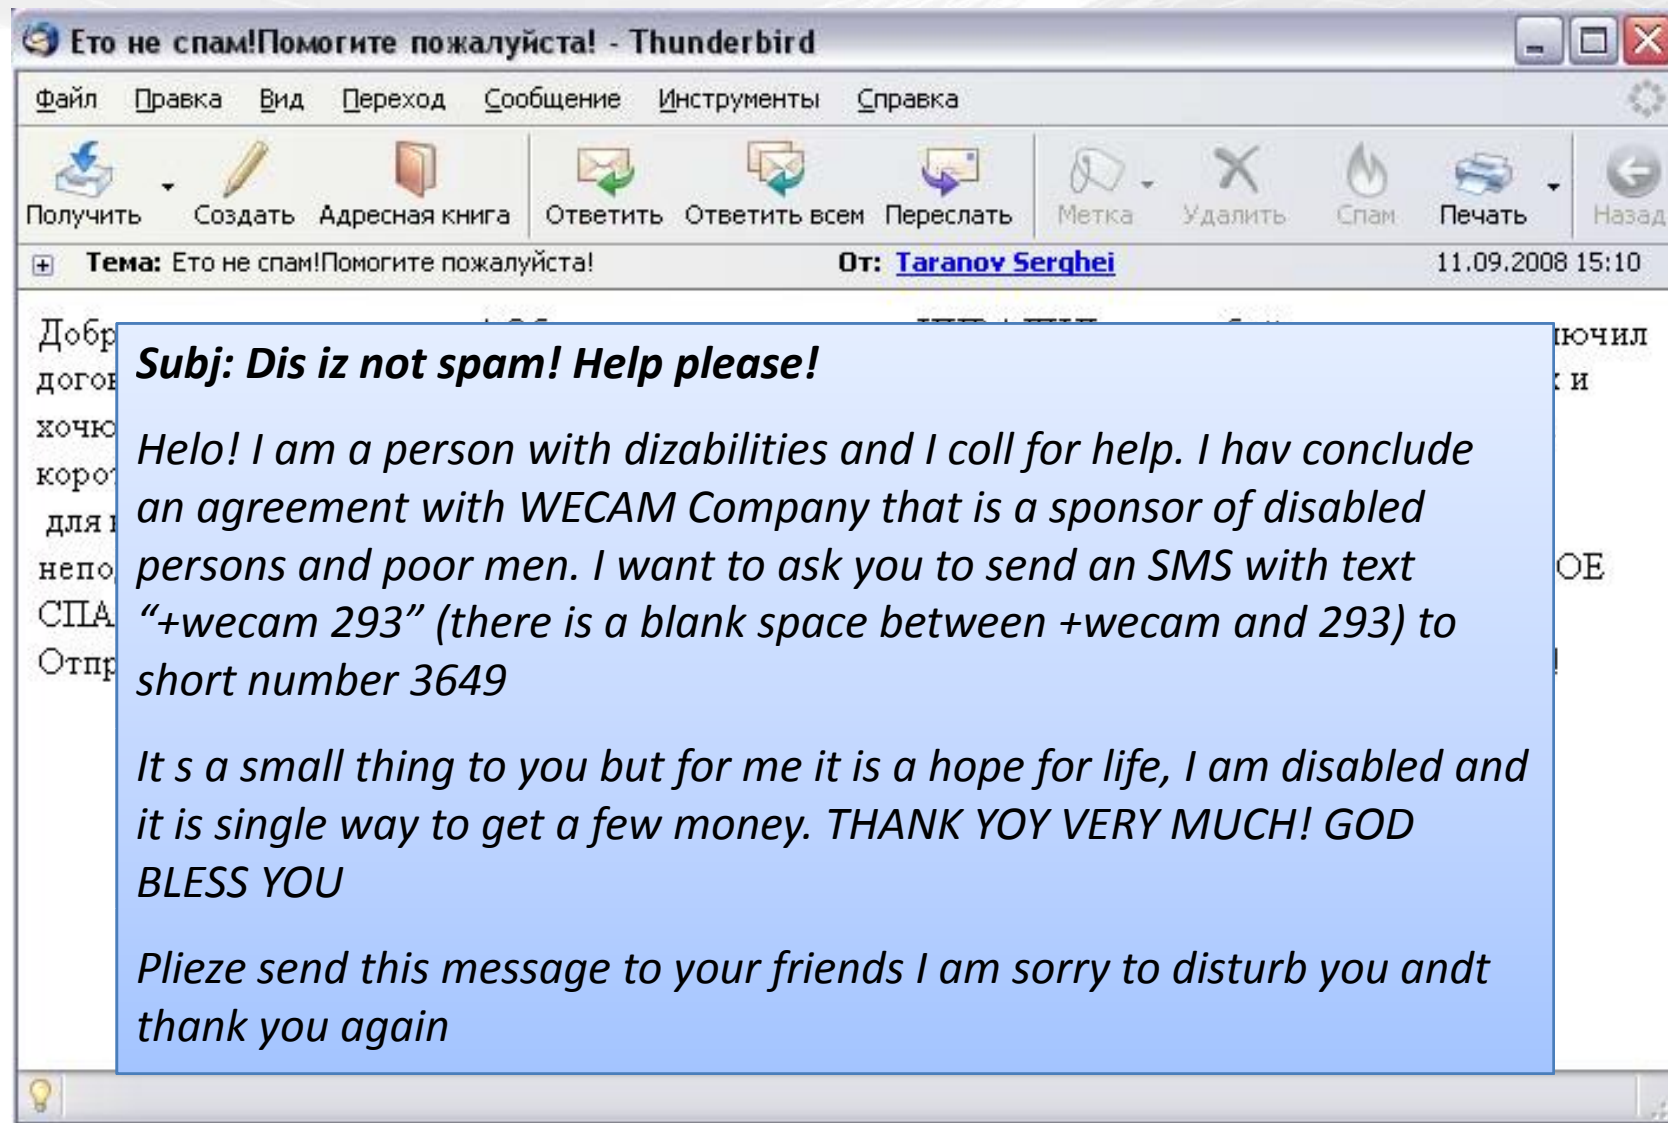 Ето не спам!Помогите пожалуйста! - Thunderbird
Файл Правка Вид Переход Сообщение Инструменты Справка
Получить Создать Адресная книга Ответить Ответить всем Переслать Метка Удалить Спам Печать Назад
Тема: Ето не спам!Помогите пожалуйста! От: Taranov Serghei 11.09.2008 15:10
Subj: Dis iz not spam! Help please!
Helo! I am a person with dizabilities and I coll for help. I hav conclude
an agreement with WECAM Company that is a sponsor of disabled
persons and poor men. I want to ask you to send an SMS with text
“+wecam 293” (there is a blank space between +wecam and 293) to
short number 3649
It s a small thing to you but for me it is a hope for life, I am disabled and
it is single way to get a few money. THANK YOY VERY MUCH! GOD
BLESS YOU
Plieze send this message to your friends I am sorry to disturb you andt
thank you again